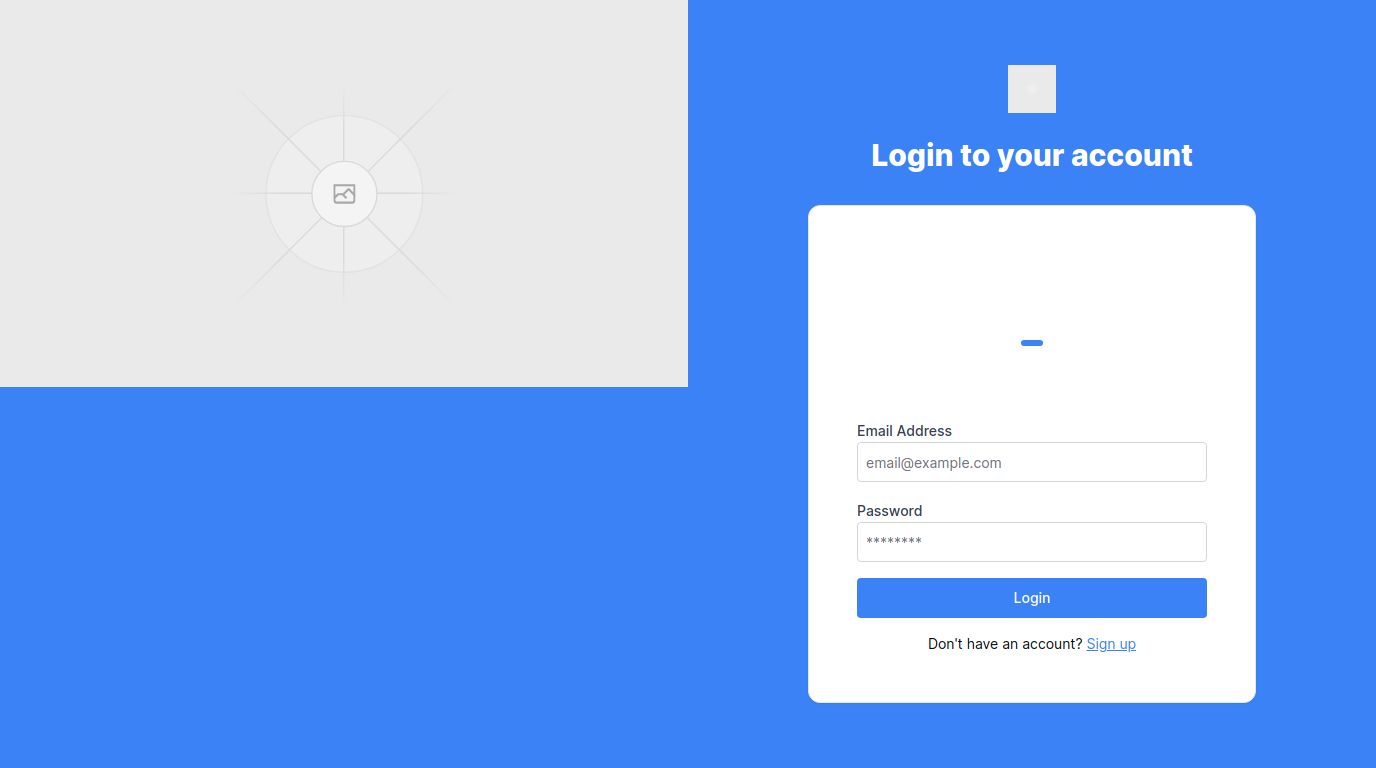 Login to your account
Email Address
email@example.com
Password
********
Login
Don't have an account? Sign up